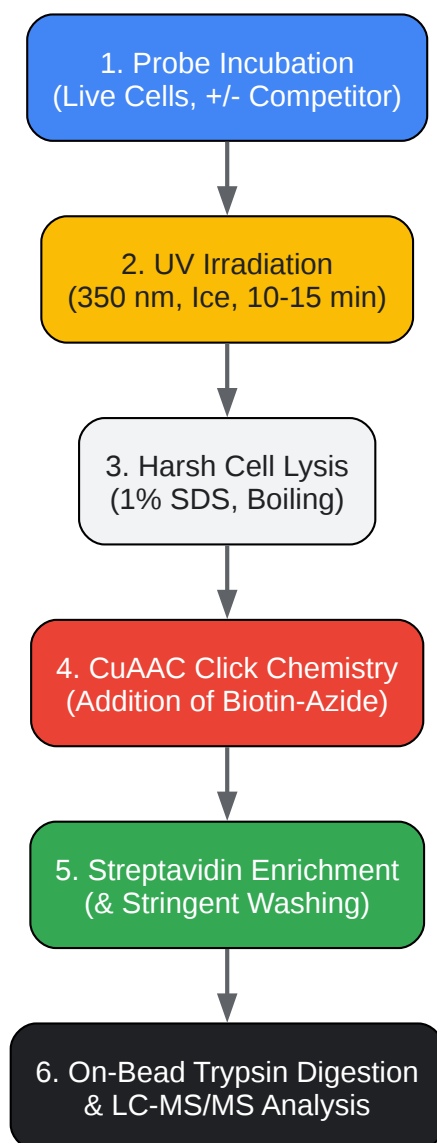 1. Probe Incubation
(Live Cells, +/- Competitor)
2. UV Irradiation
(350 nm, Ice, 10-15 min)
3. Harsh Cell Lysis
(1% SDS, Boiling)
4. CuAAC Click Chemistry
(Addition of Biotin-Azide)
5. Streptavidin Enrichment
(& Stringent Washing)
6. On-Bead Trypsin Digestion
& LC-MS/MS Analysis